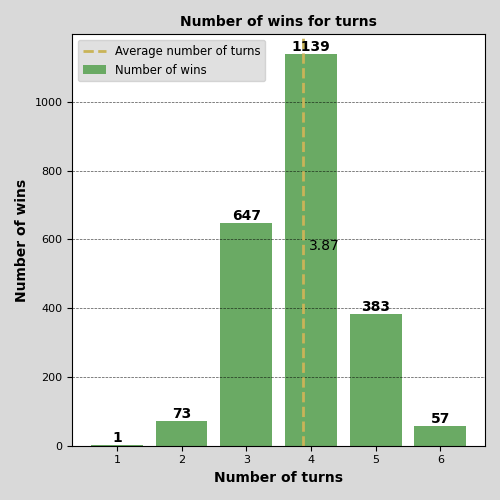 Number of wins for turns
Average number of turns
Number of wins
Number of wins
1000
800
600
400
200
0
1
73
647
1139
3.87
383
57
1 2 3 4 5 6
Number of turns